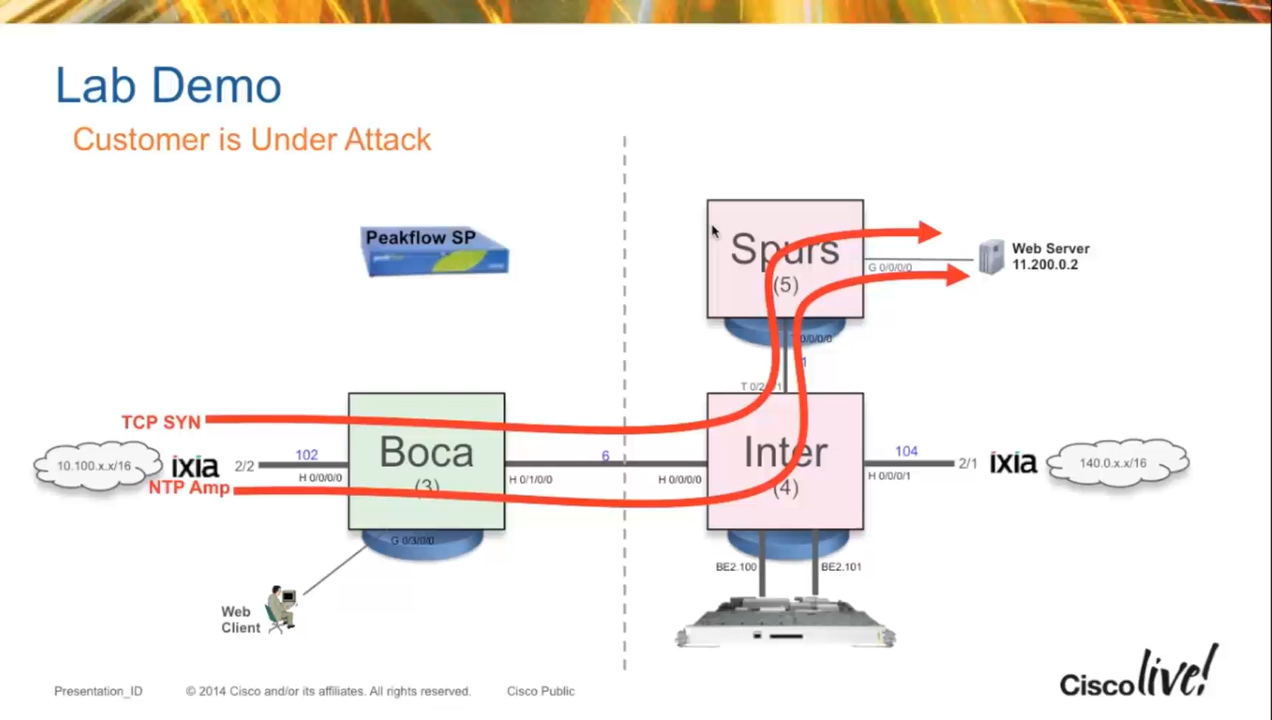 Lab Demo
Customer is Under Attack
Peakflow SP
Spurs
(5)
G 0/0/0/0
Web Server
11.200.0.2
0/0/0/0
1
T 0/2
1
TCP SYN
10.100.x.x/16
ixia
2/2
102
H 0/0/0/0
NTP Amp
Boca
(3)
H 0/1/0/0
6
H 0/0/0/0
Inter
(4)
104
H 0/0/0/1
2/1
ixia
140.0.x.x/16
G 0/3/0/0
BE2.100
BE2.101
Web
Client
Presentation_ID
© 2014 Cisco and/or its affiliates. All rights reserved.
Cisco Public
Cisco live!